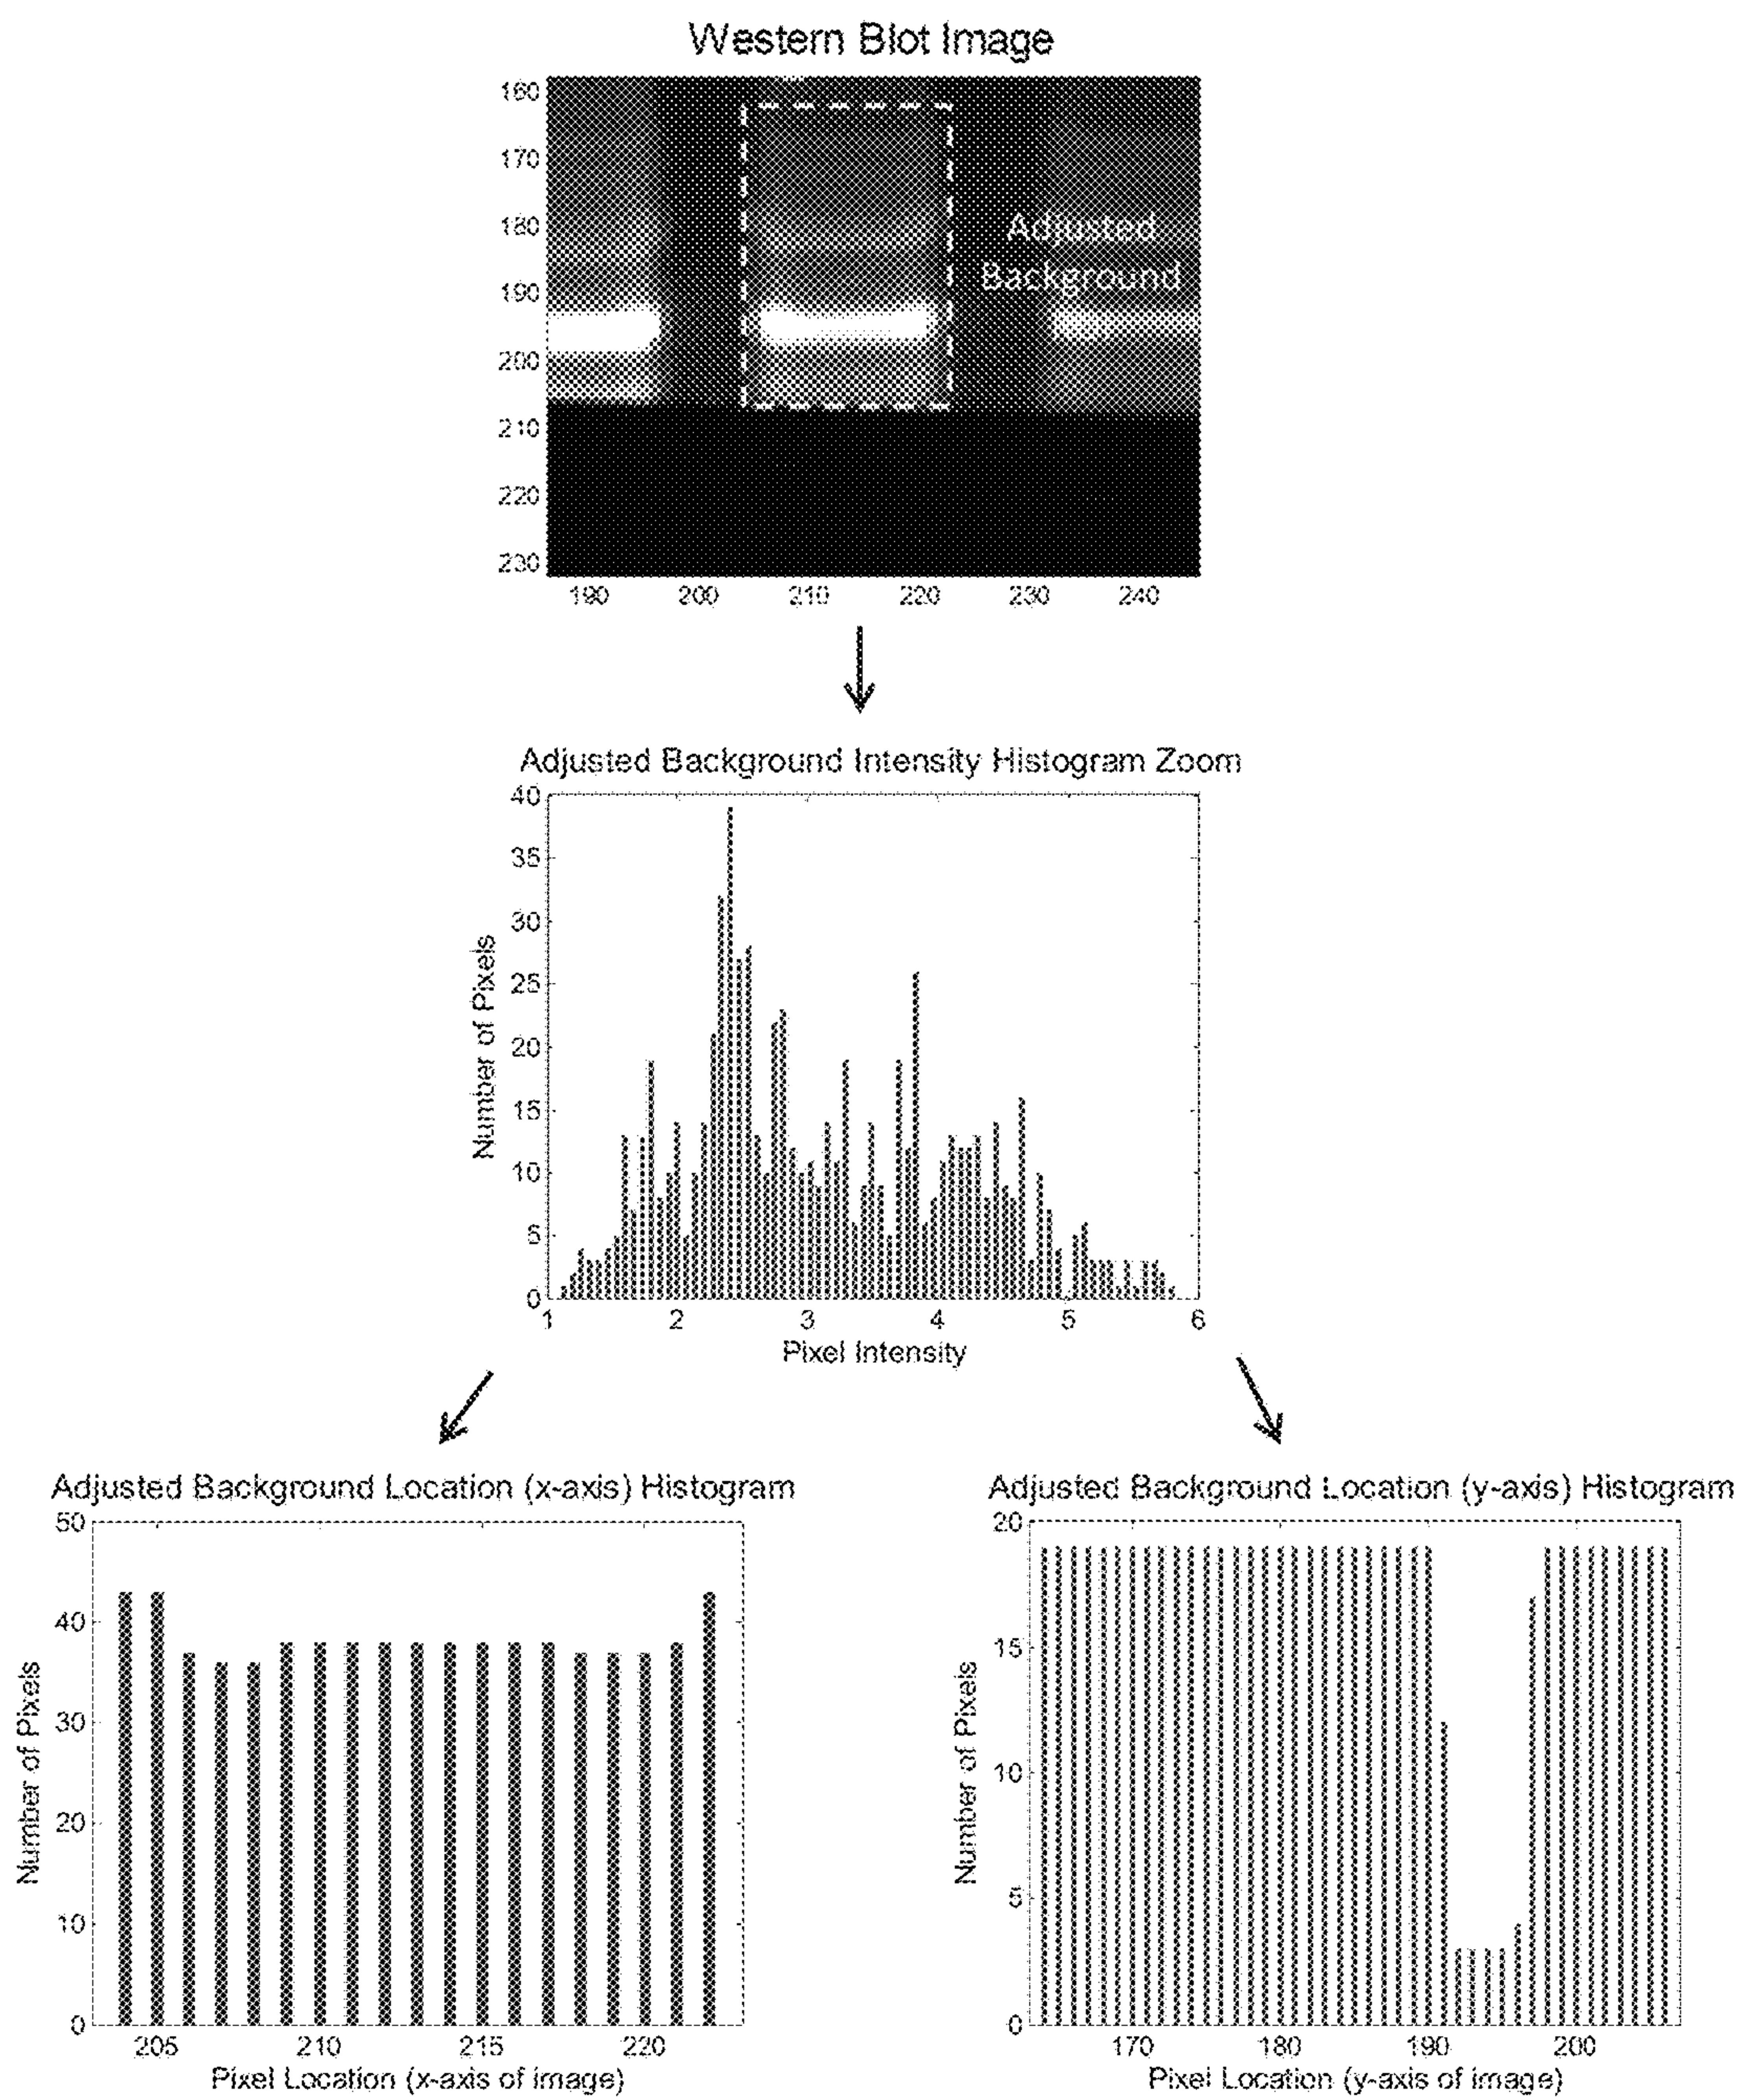 Western Blot Image
160
170
180
190
200
210
220
230
Adjusted
Background
190 200 210 220 230 240
Adjusted Background Intensity Histogram Zoom
40
35
30
25
20
15
10
5
0
Number of Pixels
1 2 3 4 5 6
Pixel Intensity
Adjusted Background Location (x-axis) Histogram
50
40
30
20
10
0
Number of Pixels
205 210 215 220
Pixel Location (x-axis of image)
Adjusted Background Location (y-axis) Histogram
20
15
10
5
0
Number of Pixels
170 180 190 200
Pixel Location (y-axis of image)